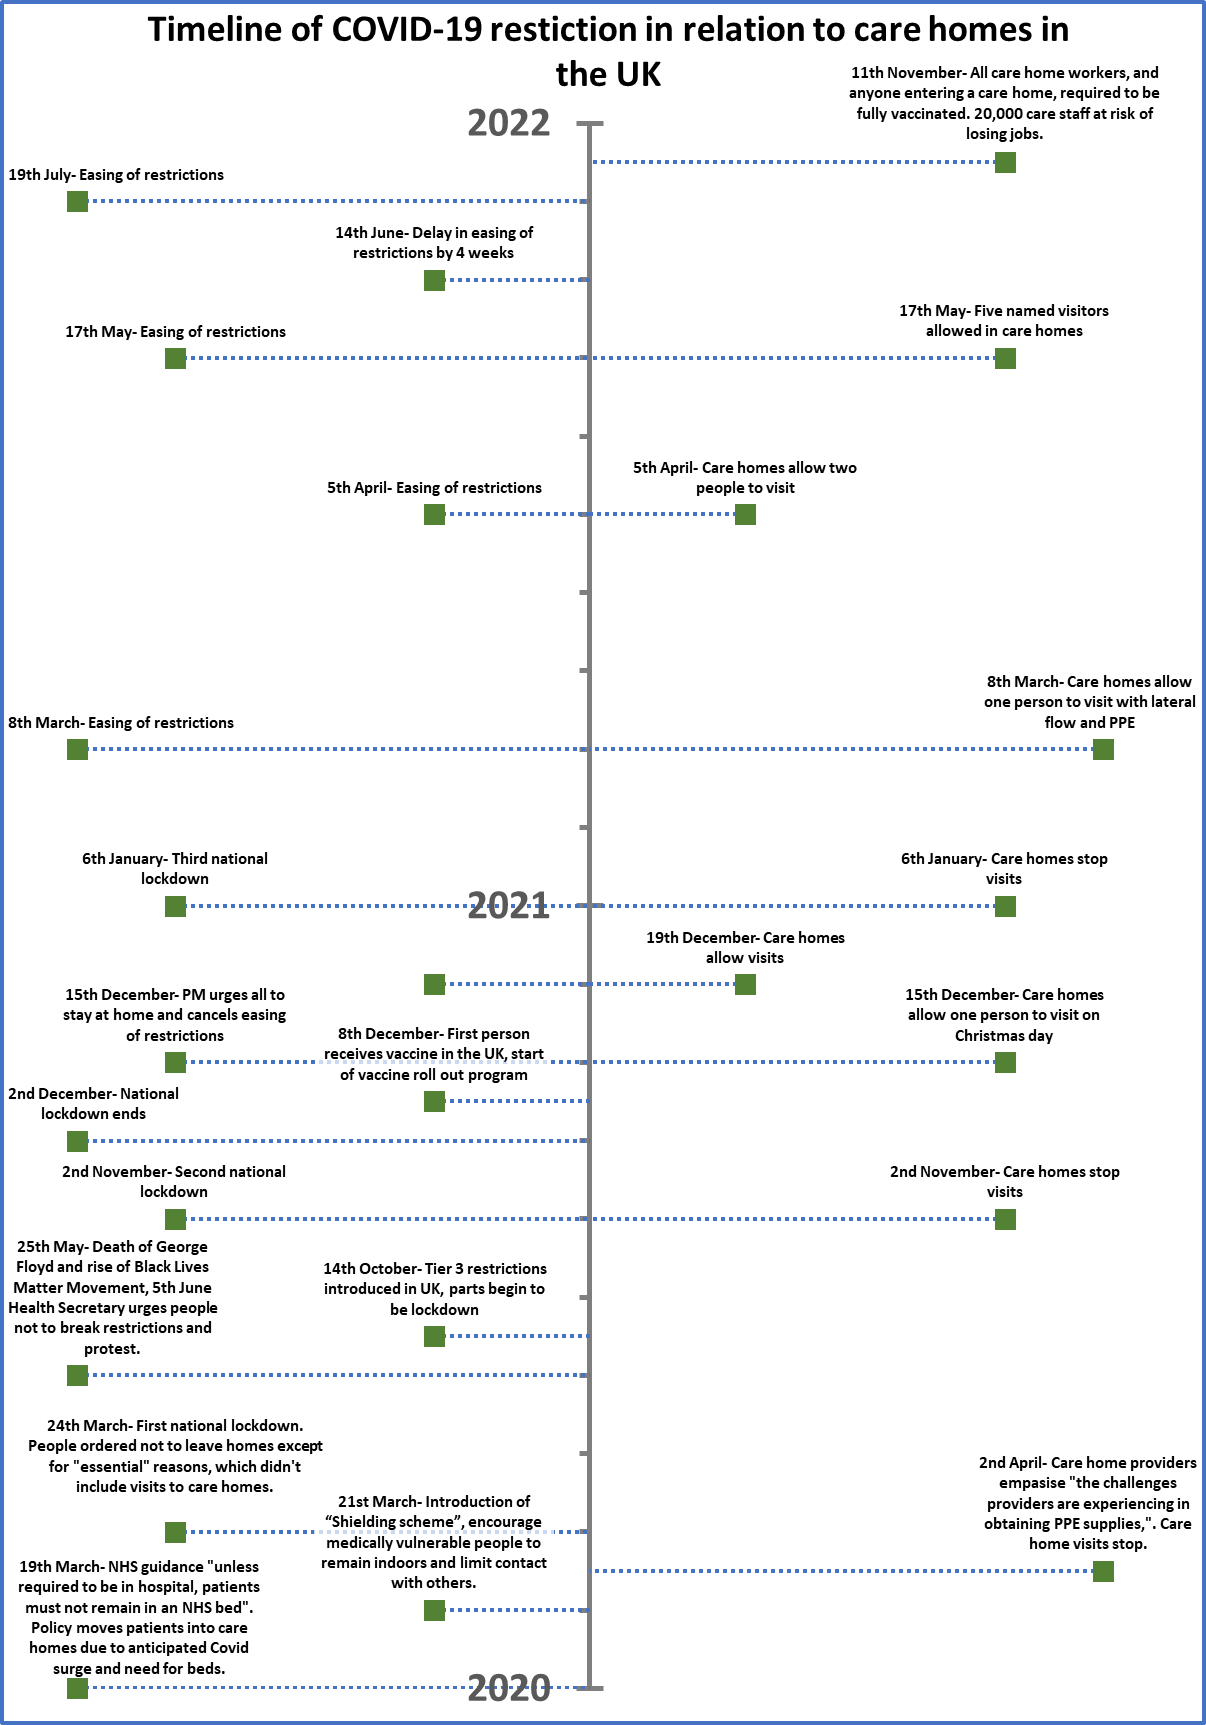 Timeline of COVID-19 restiction in relation to care homes in
the UK
11th November- All care home workers, and
anyone entering a care home, required to be
fully vaccinated. 20,000 care staff at risk of
losing jobs.
2022
19th July- Easing of restrictions
14th June- Delay in easing of
restrictions by 4 weeks
17th May- Easing of restrictions
17th May- Five named visitors
allowed in care homes
5th April- Easing of restrictions
5th April- Care homes allow two
people to visit
8th March- Easing of restrictions
8th March- Care homes allow
one person to visit with lateral
flow and PPE
6th January- Third national
lockdown
6th January- Care homes stop
visits
2021
19th December- Care homes
allow visits
15th December- PM urges all to
stay at home and cancels easing
of restrictions
15th December- Care homes
allow one person to visit on
Christmas day
8th December- First person
receives vaccine in the UK, start
of vaccine roll out program
2nd December- National
lockdown ends
2nd November- Second national
lockdown
2nd November- Care homes stop
visits
25th May- Death of George
Floyd and rise of Black Lives
Matter Movement, 5th June
Health Secretary urges people
not to break restrictions and
protest.
14th October- Tier 3 restrictions
introduced in UK, parts begin to
be lockdown
24th March- First national lockdown.
People ordered not to leave homes except
for "essential" reasons, which didn't
include visits to care homes.
2nd April- Care home providers
empasise "the challenges
providers are experiencing in
obtaining PPE supplies,". Care
home visits stop.
21st March- Introduction of
“Shielding scheme”, encourage
medically vulnerable people to
remain indoors and limit contact
with others.
19th March- NHS guidance "unless
required to be in hospital, patients
must not remain in an NHS bed".
Policy moves patients into care
homes due to anticipated Covid
surge and need for beds.
2020